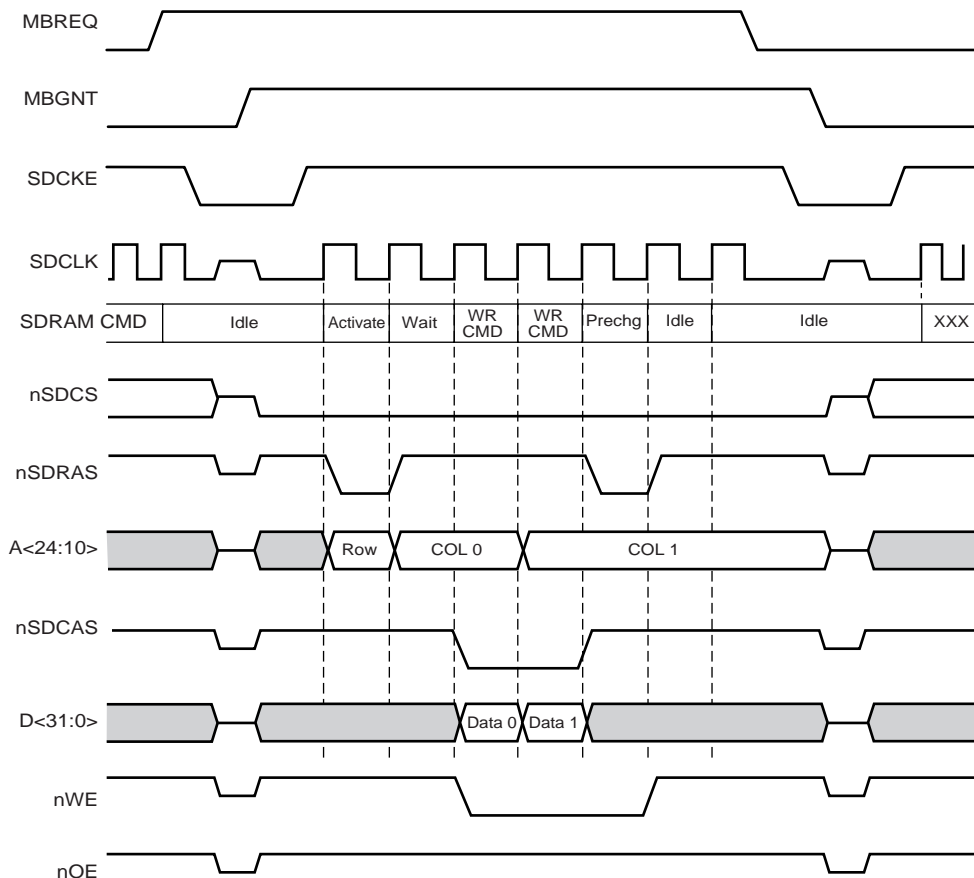 MBREQ
MBGNT
SDCKE
SDCLK
SDRAM CMD Idle Activate Wait WR CMD WR CMD Prechg Idle Idle XXX
nSDCS
nSDRAS
A<24:10> Row COL 0 COL 1
nSDCAS
D<31:0> Data 0 Data 1
nWE
nOE